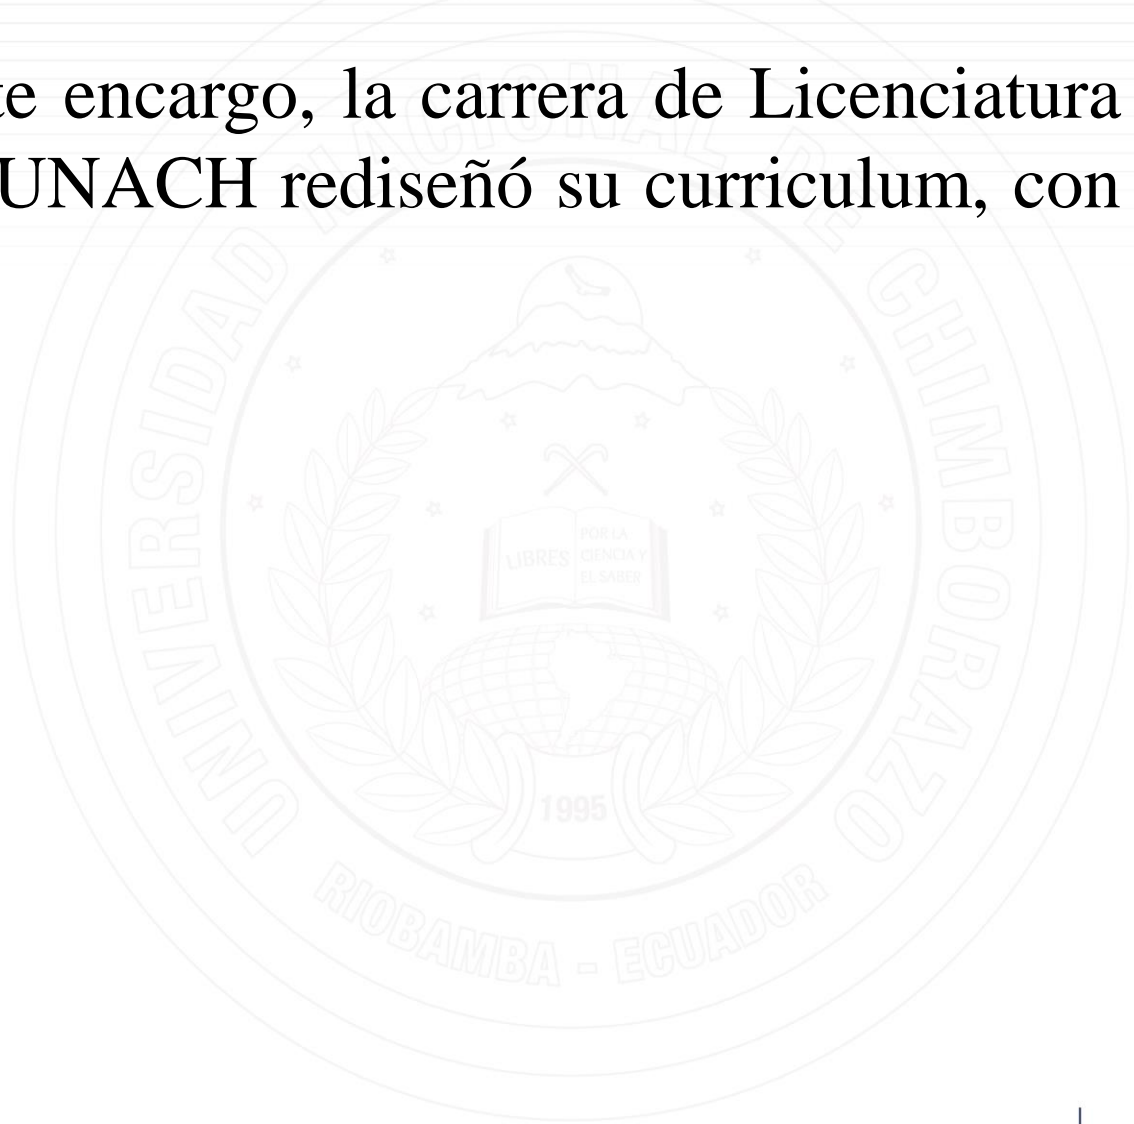 te encargo, la carrera de Licenciatura
UNACH rediseñó su curriculum, con
UNIVERSIDAD NACIONAL DE CHIMBORAZO
LIBRES
POR LA
CIENCIA Y
EL SABER
1995
RIOBAMBA - ECUADOR